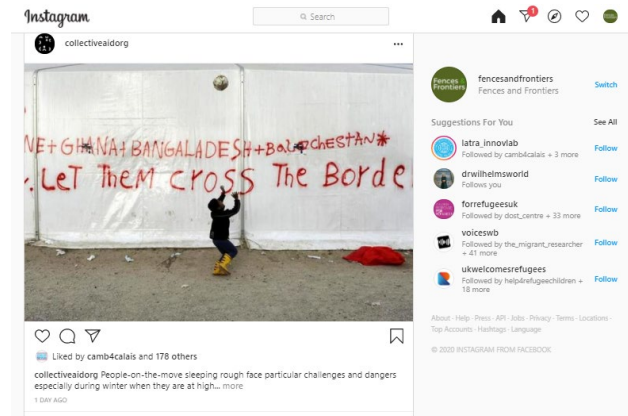 Instagram
Search
1
collectiveaidorg
NE+GHANA+BANGALADESH+BALOCHESTAN*
LET THEM CROSS THE Borde
Liked by camb4calais and 178 others
collectiveaidorg People-on-the-move sleeping rough face particular challenges and dangers
especially during winter when they are at high... more
1 DAY AGO
Fences &
Frontiers
fencesandfrontiers
Fences and Frontiers
Switch
Suggestions For You
See All
latra_innovlab
Followed by camb4calais + 3 more
Follow
drwilhelmsworld
Follows you
Follow
forrefugeesuk
Followed by dost_centre + 33 more
Follow
voiceswb
Followed by the_migrant_researcher
+ 41 more
Follow
ukwelcomesrefugees
Followed by help4refugeechildren +
18 more
Follow
About · Help · Press · API · Jobs · Privacy · Terms · Locations ·
Top Accounts · Hashtags · Language
© 2020 INSTAGRAM FROM FACEBOOK